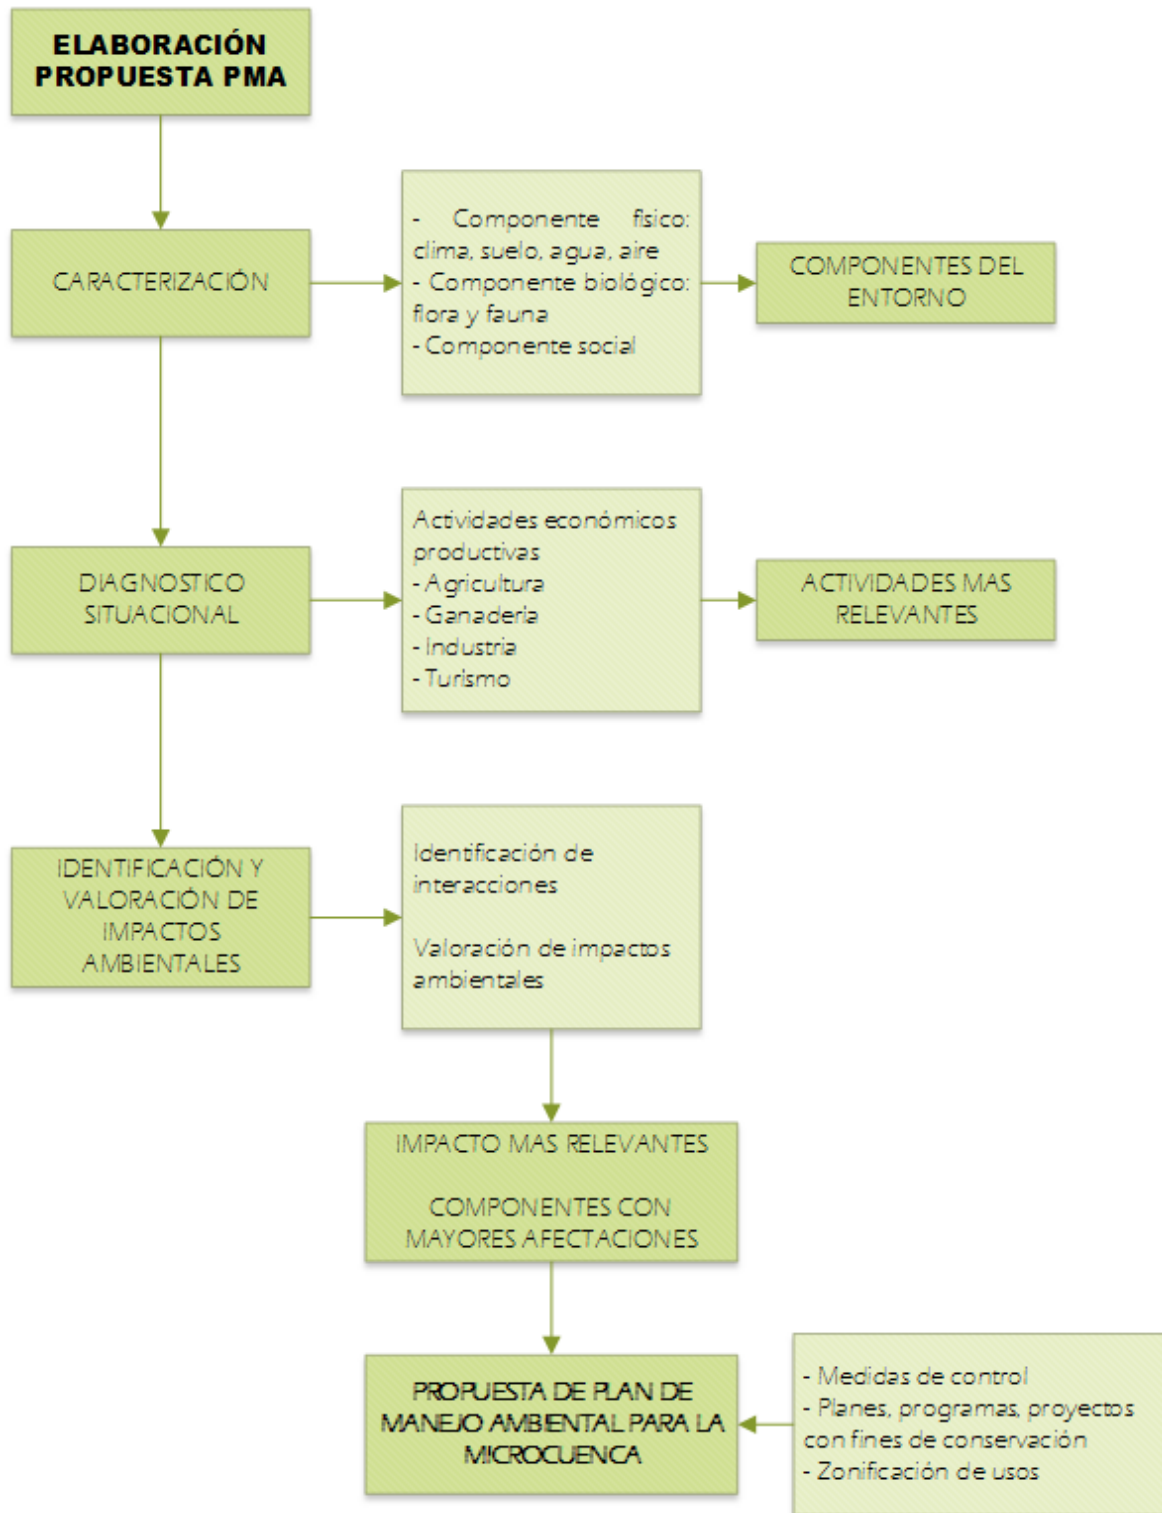 ELABORACIÓN
PROPUESTA PMA
CARACTERIZACIÓN
- Componente físico:
clima, suelo, agua, aire
- Componente biológico:
flora y fauna
- Componente social
COMPONENTES DEL
ENTORNO
DIAGNOSTICO
SITUACIONAL
Actividades económicos
productivas
- Agricultura
- Ganadería
- Industria
- Turismo
ACTIVIDADES MAS
RELEVANTES
IDENTIFICACIÓN Y
VALORACIÓN DE
IMPACTOS
AMBIENTALES
Identificación de
interacciones
Valoración de impactos
ambientales
IMPACTO MAS RELEVANTES
COMPONENTES CON
MAYORES AFECTACIONES
PROPUESTA DE PLAN DE
MANEJO AMBIENTAL PARA LA
MICROCUENCA
- Medidas de control
- Planes, programas, proyectos
con fines de conservación
- Zonificación de usos